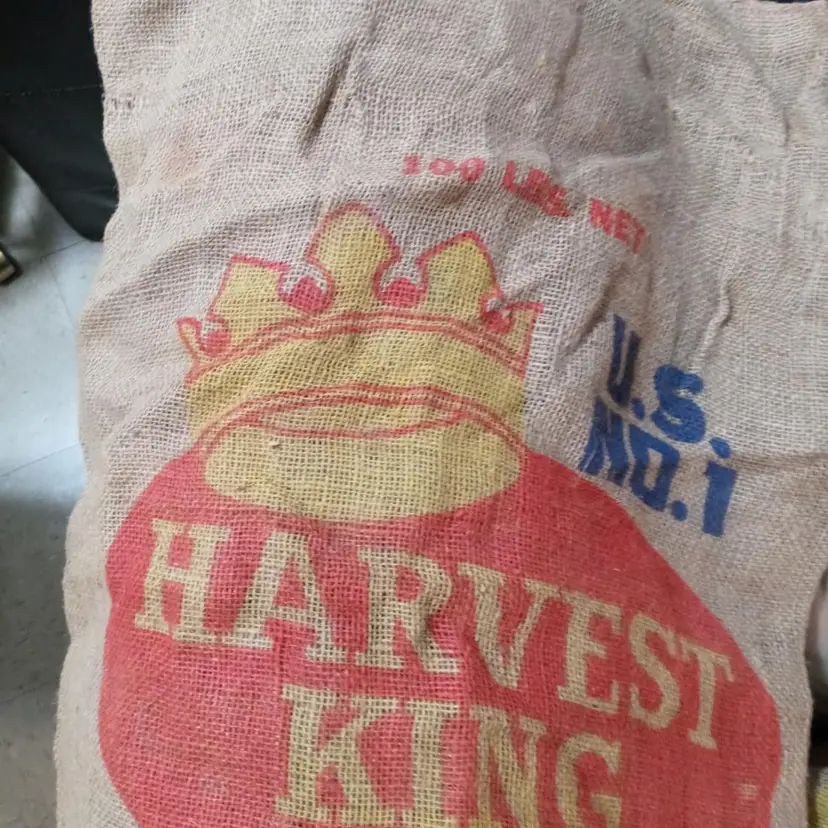 100 LBS. NET
U.S.
NO.1
HARVEST
KING